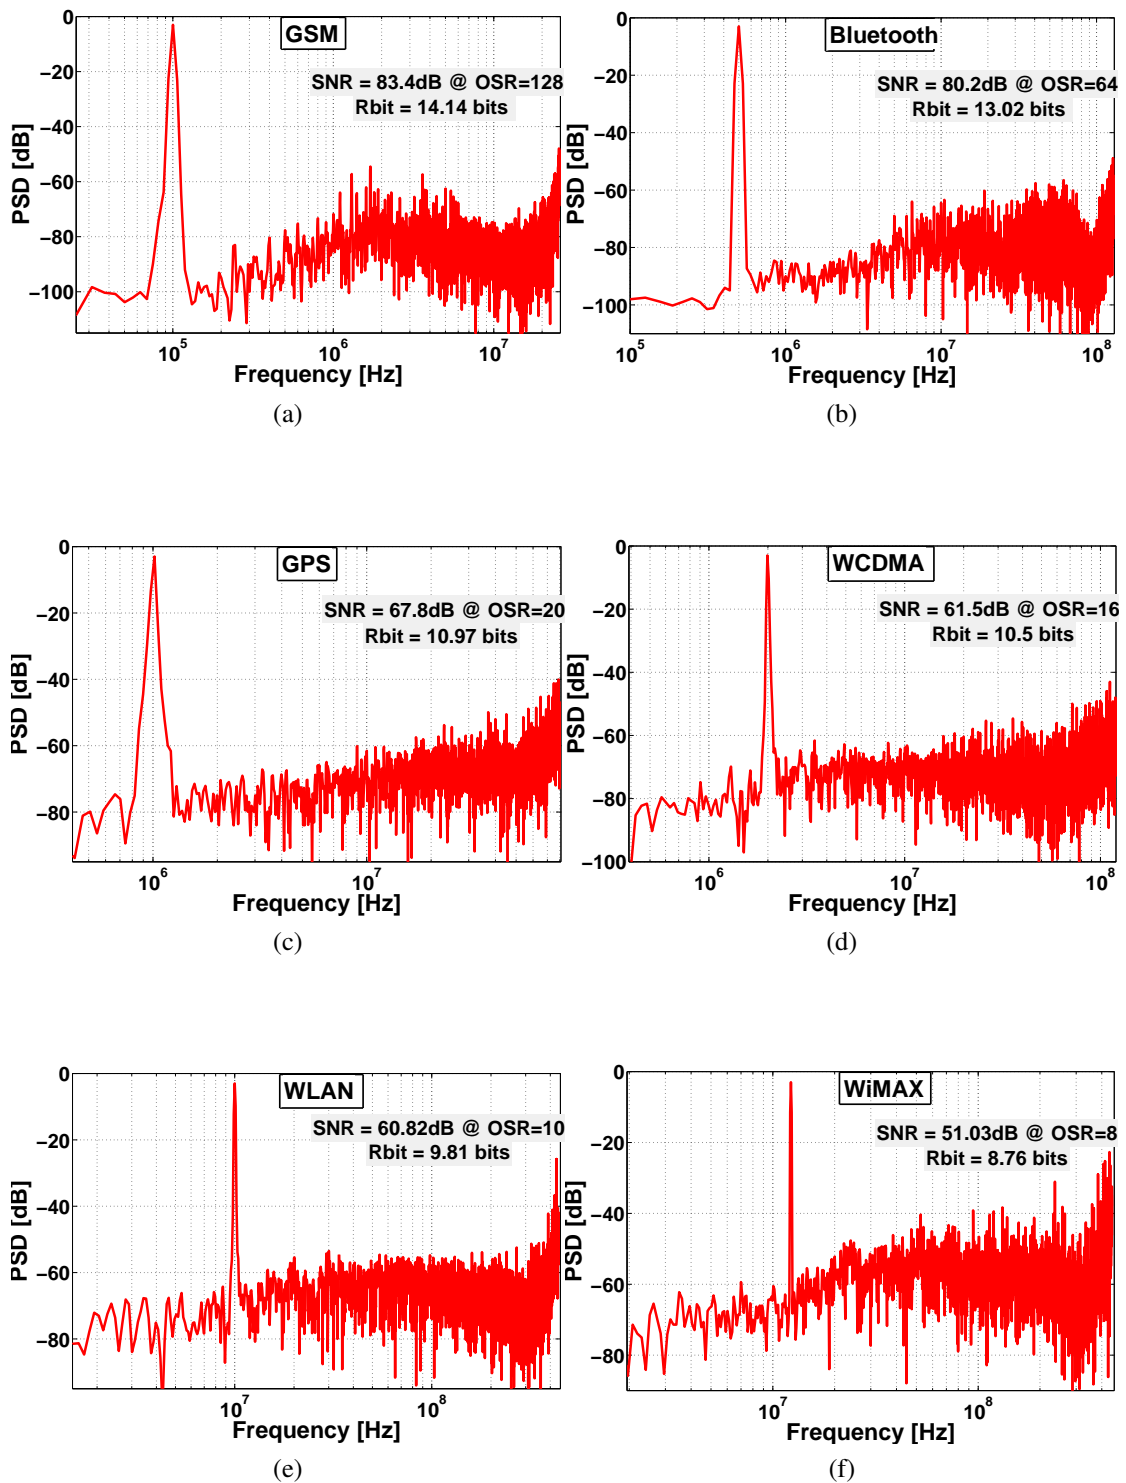 GSM
SNR = 83.4dB @ OSR=128
Rbit = 14.14 bits
PSD [dB]
0
−20
−40
−60
−80
−100
10^5
10^6
10^7
Frequency [Hz]
(a)
Bluetooth
SNR = 80.2dB @ OSR=64
Rbit = 13.02 bits
PSD [dB]
0
−20
−40
−60
−80
−100
10^5
10^6
10^7
10^8
Frequency [Hz]
(b)
GPS
SNR = 67.8dB @ OSR=20
Rbit = 10.97 bits
PSD [dB]
0
−20
−40
−60
−80
10^6
10^7
Frequency [Hz]
(c)
WCDMA
SNR = 61.5dB @ OSR=16
Rbit = 10.5 bits
PSD [dB]
0
−20
−40
−60
−80
−100
10^6
10^7
10^8
Frequency [Hz]
(d)
WLAN
SNR = 60.82dB @ OSR=10
Rbit = 9.81 bits
PSD [dB]
0
−20
−40
−60
−80
10^7
10^8
Frequency [Hz]
(e)
WiMAX
SNR = 51.03dB @ OSR=8
Rbit = 8.76 bits
PSD [dB]
0
−20
−40
−60
−80
10^7
10^8
Frequency [Hz]
(f)